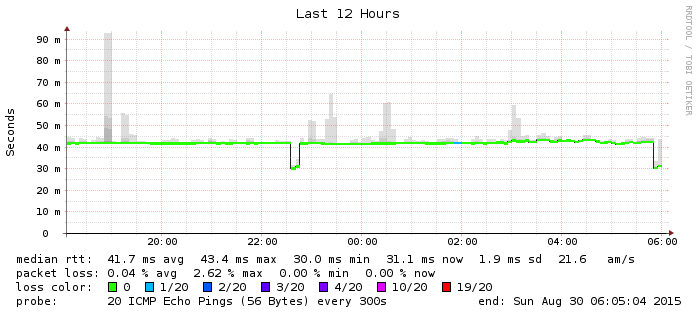 Last 12 Hours
RRDTOOL / TOBI OETIKER
Seconds
90 m
80 m
70 m
60 m
50 m
40 m
30 m
20 m
10 m
0
20:00 22:00 00:00 02:00 04:00 06:00
median rtt: 41.7 ms avg 43.4 ms max 30.0 ms min 31.1 ms now 1.9 ms sd 21.6 am/s
packet loss: 0.04 % avg 2.62 % max 0.00 % min 0.00 % now
loss color: 0 1/20 2/20 3/20 4/20 10/20 19/20
probe: 20 ICMP Echo Pings (56 Bytes) every 300s end: Sun Aug 30 06:05:04 2015